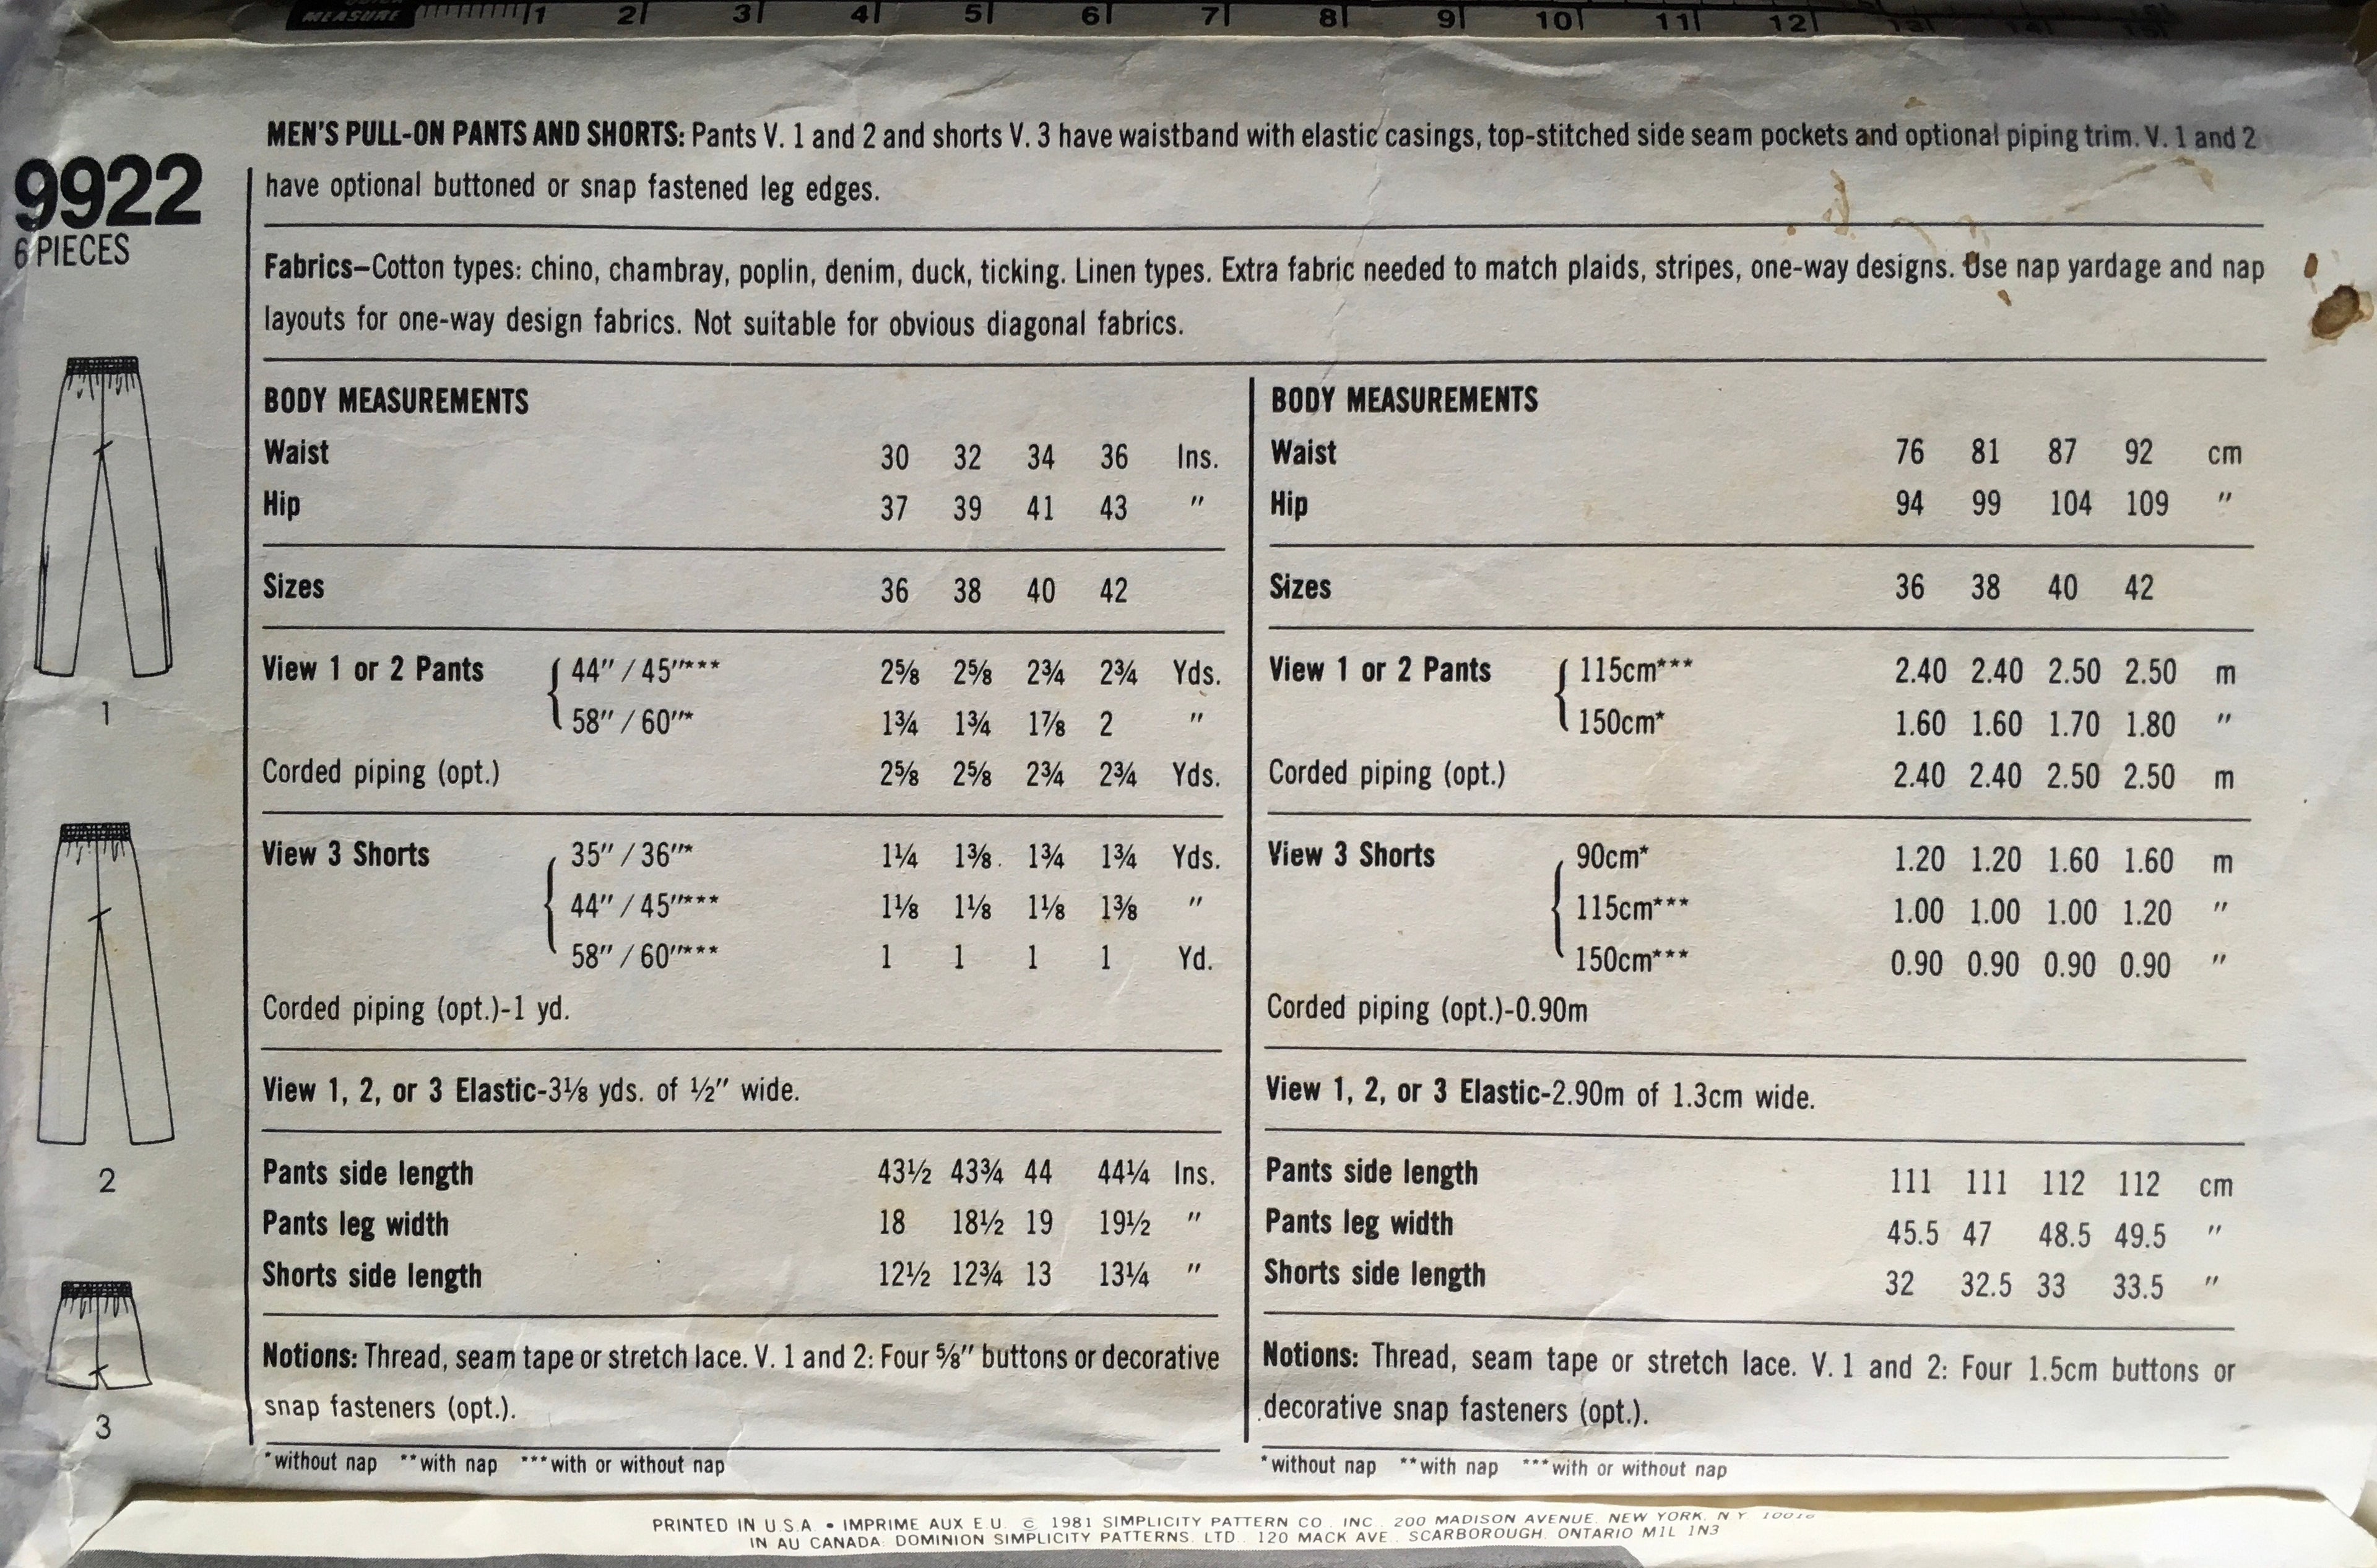 MEASURE 1 2 3 4 5 6 7 8 9 10 11 12 13 14 15
9922
6 PIECES
MEN'S PULL-ON PANTS AND SHORTS: Pants V. 1 and 2 and shorts V. 3 have waistband with elastic casings, top-stitched side seam pockets and optional piping trim. V. 1 and 2
have optional buttoned or snap fastened leg edges.
Fabrics–Cotton types: chino, chambray, poplin, denim, duck, ticking. Linen types. Extra fabric needed to match plaids, stripes, one-way designs. Use nap yardage and nap
layouts for one-way design fabrics. Not suitable for obvious diagonal fabrics.
1
2
3
BODY MEASUREMENTS
Waist 30 32 34 36 Ins.
Hip 37 39 41 43 "
Sizes 36 38 40 42
View 1 or 2 Pants 44" / 45"*** 2⅝ 2⅝ 2¾ 2¾ Yds.
58" / 60"* 1¾ 1¾ 1⅞ 2 "
Corded piping (opt.) 2⅝ 2⅝ 2¾ 2¾ Yds.
View 3 Shorts 35" / 36"* 1¼ 1⅜ 1¾ 1¾ Yds.
44" / 45"*** 1⅛ 1⅛ 1⅛ 1⅜ "
58" / 60"*** 1 1 1 1 Yd.
Corded piping (opt.)-1 yd.
View 1, 2, or 3 Elastic-3⅛ yds. of ½" wide.
Pants side length 43½ 43¾ 44 44¼ Ins.
Pants leg width 18 18½ 19 19½ "
Shorts side length 12½ 12¾ 13 13¼ "
Notions: Thread, seam tape or stretch lace. V. 1 and 2: Four ⅝" buttons or decorative
snap fasteners (opt.).
*without nap **with nap ***with or without nap
BODY MEASUREMENTS
Waist 76 81 87 92 cm
Hip 94 99 104 109 "
Sizes 36 38 40 42
View 1 or 2 Pants 115cm*** 2.40 2.40 2.50 2.50 m
150cm* 1.60 1.60 1.70 1.80 "
Corded piping (opt.) 2.40 2.40 2.50 2.50 m
View 3 Shorts 90cm* 1.20 1.20 1.60 1.60 m
115cm*** 1.00 1.00 1.00 1.20 "
150cm*** 0.90 0.90 0.90 0.90 "
Corded piping (opt.)-0.90m
View 1, 2, or 3 Elastic-2.90m of 1.3cm wide.
Pants side length 111 111 112 112 cm
Pants leg width 45.5 47 48.5 49.5 "
Shorts side length 32 32.5 33 33.5 "
Notions: Thread, seam tape or stretch lace. V. 1 and 2: Four 1.5cm buttons or
decorative snap fasteners (opt.).
*without nap **with nap ***with or without nap
PRINTED IN U.S.A. • IMPRIME AUX E.U. © 1981 SIMPLICITY PATTERN CO. INC. 200 MADISON AVENUE. NEW YORK, N.Y. 10016
IN AU CANADA: DOMINION SIMPLICITY PATTERNS, LTD. 120 MACK AVE., SCARBOROUGH, ONTARIO M1L 1N3